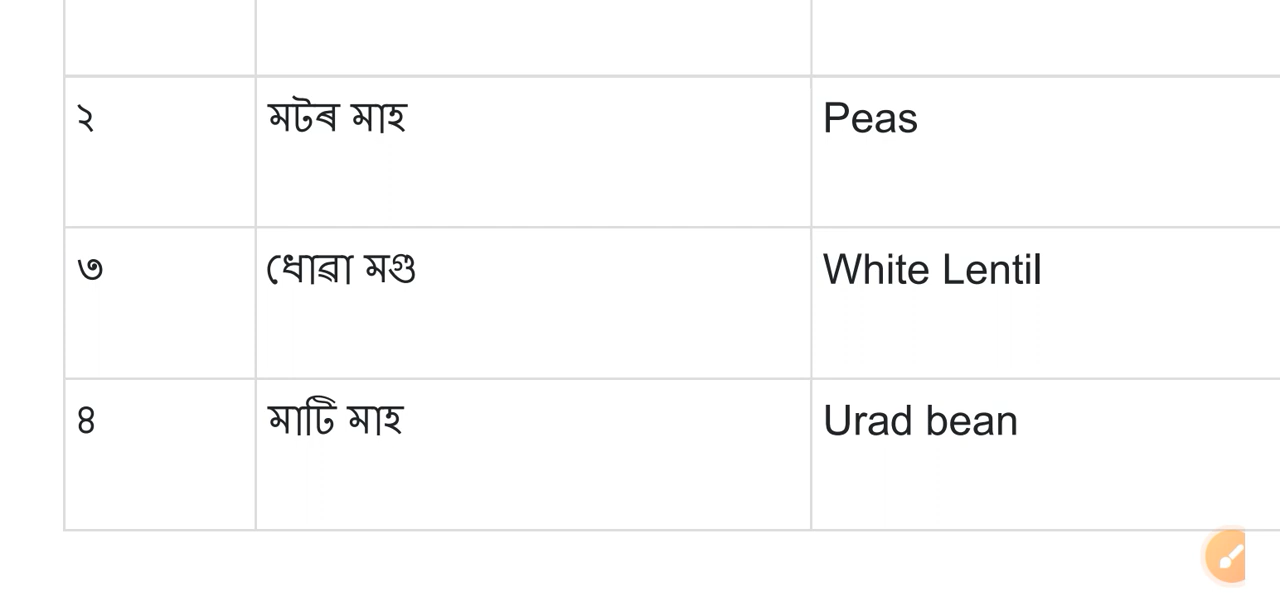 ২ মটৰ মাহ Peas
৩ ধোৱা মগু White Lentil
৪ মাটি মাহ Urad bean